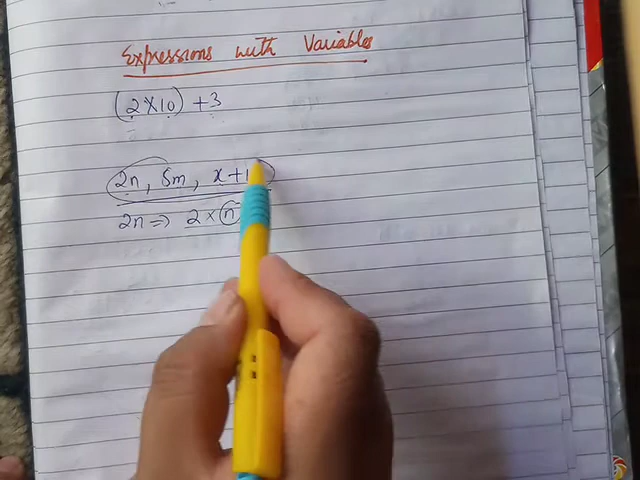 Expressions with Variables
(2×10) + 3
2n, 5m, x+1
2n ⇒ 2 × n